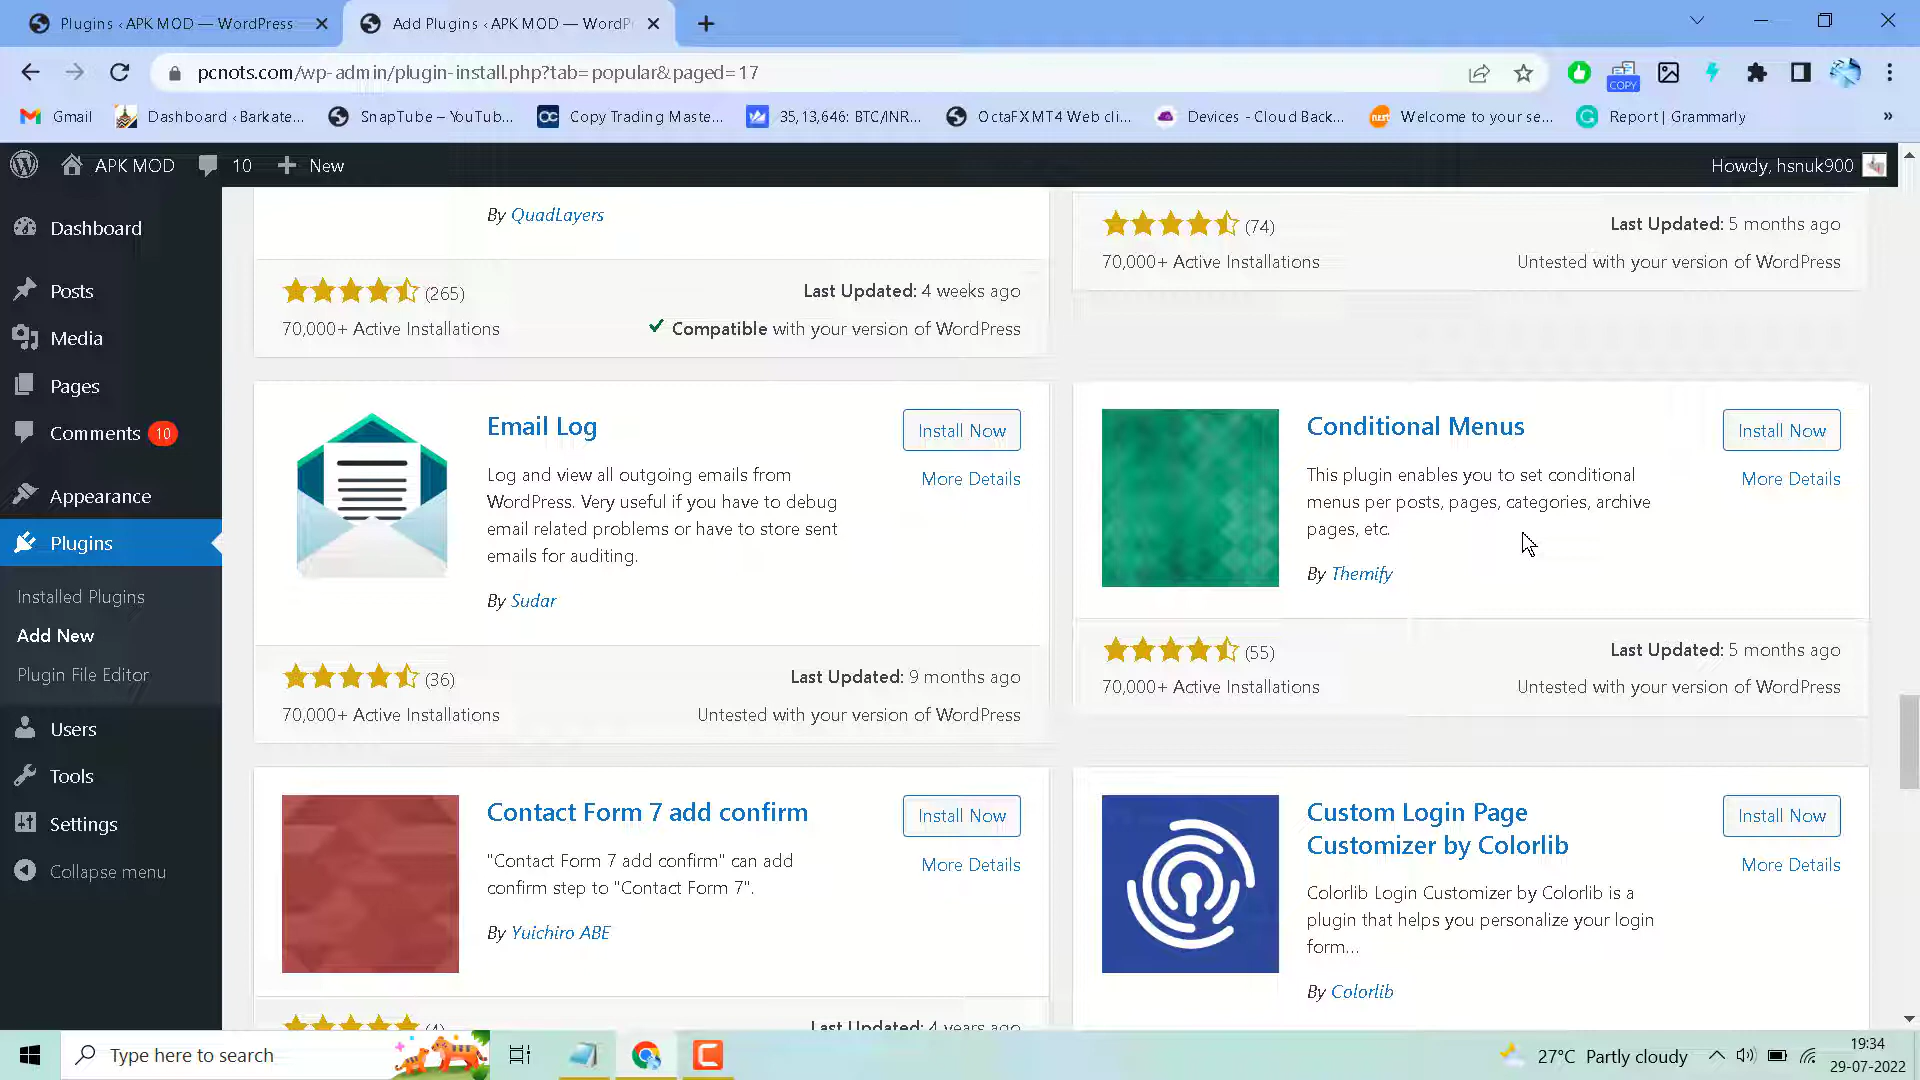 Plugins ‹ APK MOD — WordPress
Add Plugins ‹ APK MOD — WordP
pcnots.com/wp-admin/plugin-install.php?tab=popular&paged=17
COPY
Gmail
Dashboard ‹ Barkate...
SnapTube – YouTub...
CC
Copy Trading Maste...
35,13,646: BTC/INR...
OctaFX MT4 Web cli...
Devices - Cloud Back...
Welcome to your se...
Report | Grammarly
»
APK MOD
10
New
Howdy, hsnuk900
Dashboard
Posts
Media
Pages
Comments 10
Appearance
Plugins
Installed Plugins
Add New
Plugin File Editor
Users
Tools
Settings
Collapse menu
By QuadLayers
(265)
Last Updated: 4 weeks ago
70,000+ Active Installations
Compatible with your version of WordPress
(74)
Last Updated: 5 months ago
70,000+ Active Installations
Untested with your version of WordPress
Email Log
Install Now
More Details
Log and view all outgoing emails from
WordPress. Very useful if you have to debug
email related problems or have to store sent
emails for auditing.
By Sudar
(36)
Last Updated: 9 months ago
70,000+ Active Installations
Untested with your version of WordPress
Conditional Menus
Install Now
More Details
This plugin enables you to set conditional
menus per posts, pages, categories, archive
pages, etc.
By Themify
(55)
Last Updated: 5 months ago
70,000+ Active Installations
Untested with your version of WordPress
Contact Form 7 add confirm
Install Now
More Details
"Contact Form 7 add confirm" can add
confirm step to "Contact Form 7".
By Yuichiro ABE
(4)
Last Updated: 4 years ago
Custom Login Page
Customizer by Colorlib
Install Now
More Details
Colorlib Login Customizer by Colorlib is a
plugin that helps you personalize your login
form...
By Colorlib
Type here to search
27°C Partly cloudy
19:34
29-07-2022